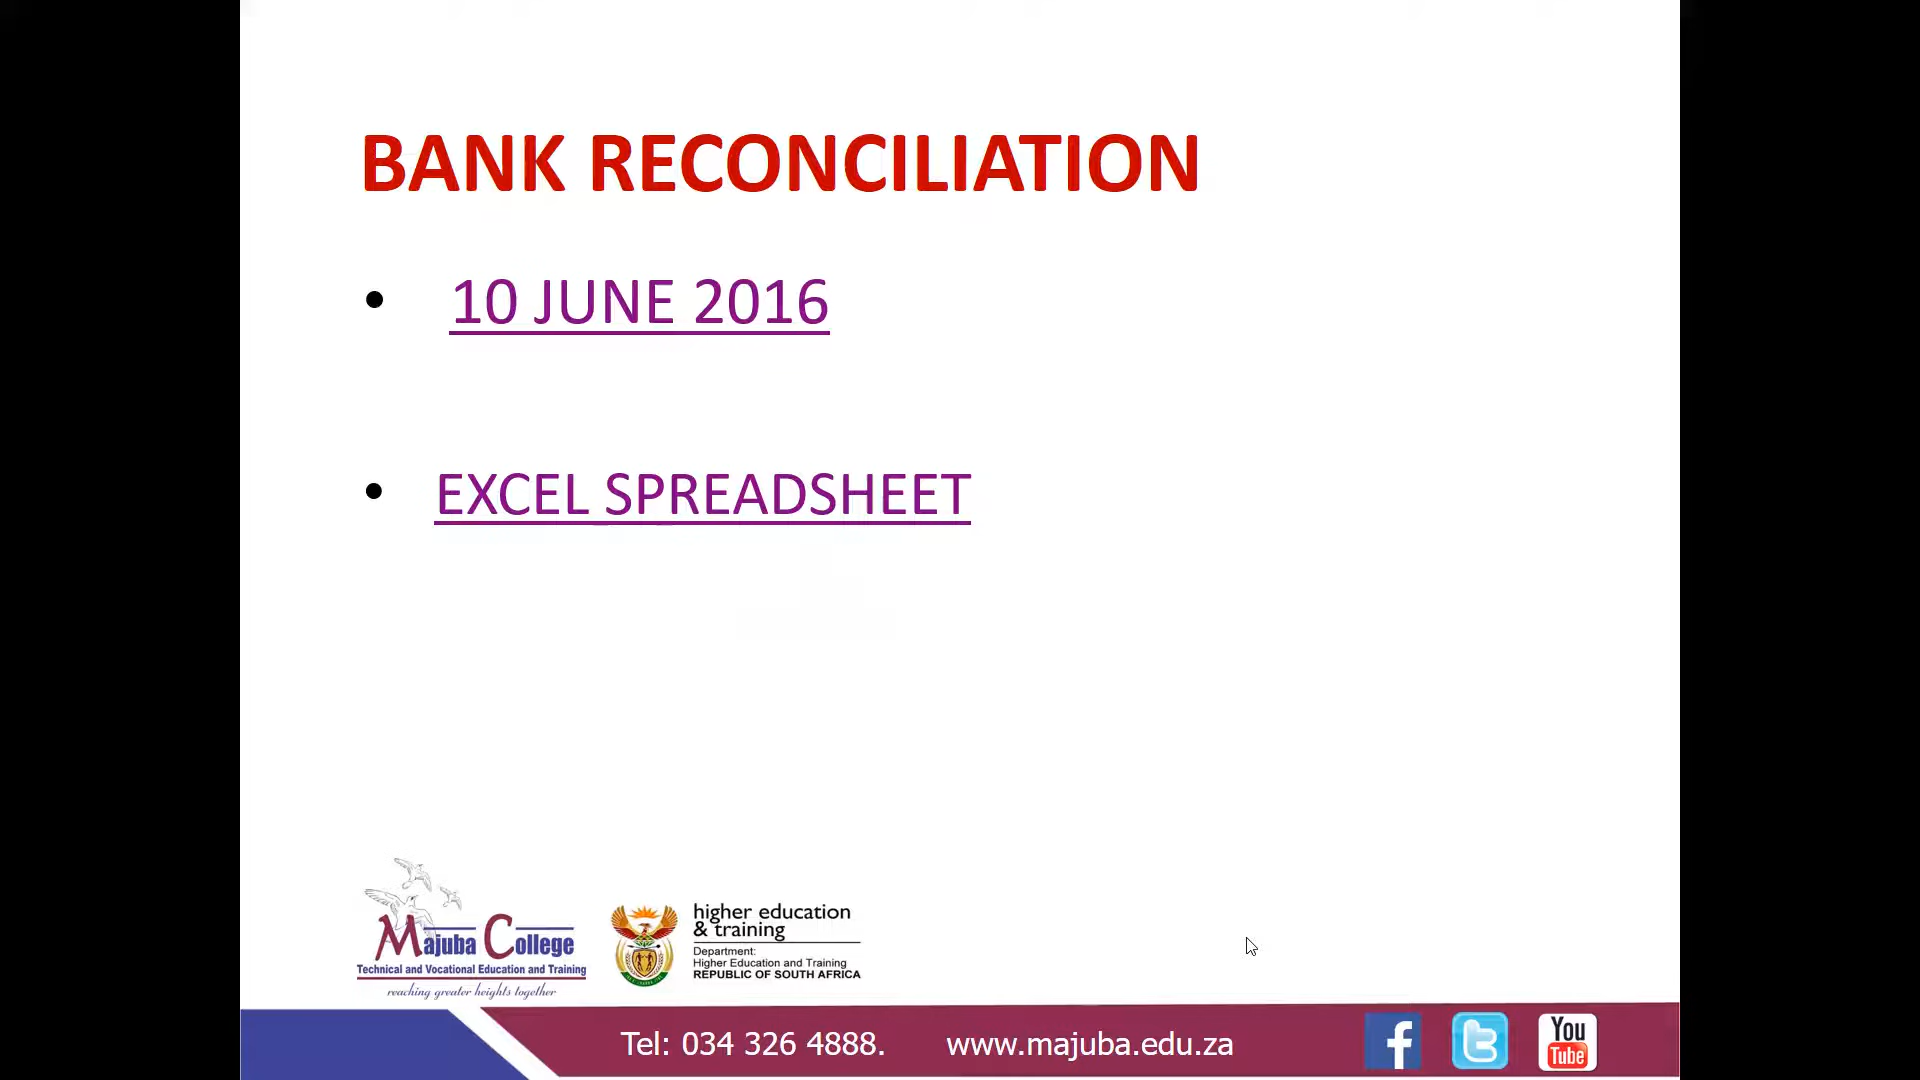 BANK RECONCILIATION
• 10 JUNE 2016
• EXCEL SPREADSHEET
Majuba College
Technical and Vocational Education and Training
reaching greater heights together
higher education
& training
Department:
Higher Education and Training
REPUBLIC OF SOUTH AFRICA
Tel: 034 326 4888. www.majuba.edu.za
You
Tube